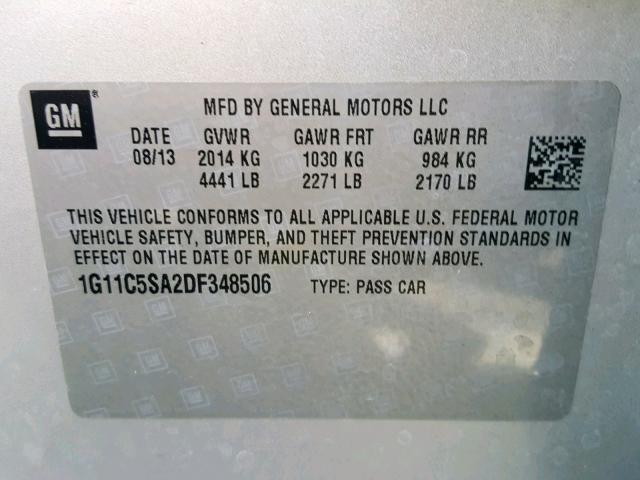 GM
MFD BY GENERAL MOTORS LLC
DATE GVWR GAWR FRT GAWR RR
08/13 2014 KG 1030 KG 984 KG
4441 LB 2271 LB 2170 LB
THIS VEHICLE CONFORMS TO ALL APPLICABLE U.S. FEDERAL MOTOR
VEHICLE SAFETY, BUMPER, AND THEFT PREVENTION STANDARDS IN
EFFECT ON THE DATE OF MANUFACTURE SHOWN ABOVE.
1G11C5SA2DF348506 TYPE: PASS CAR